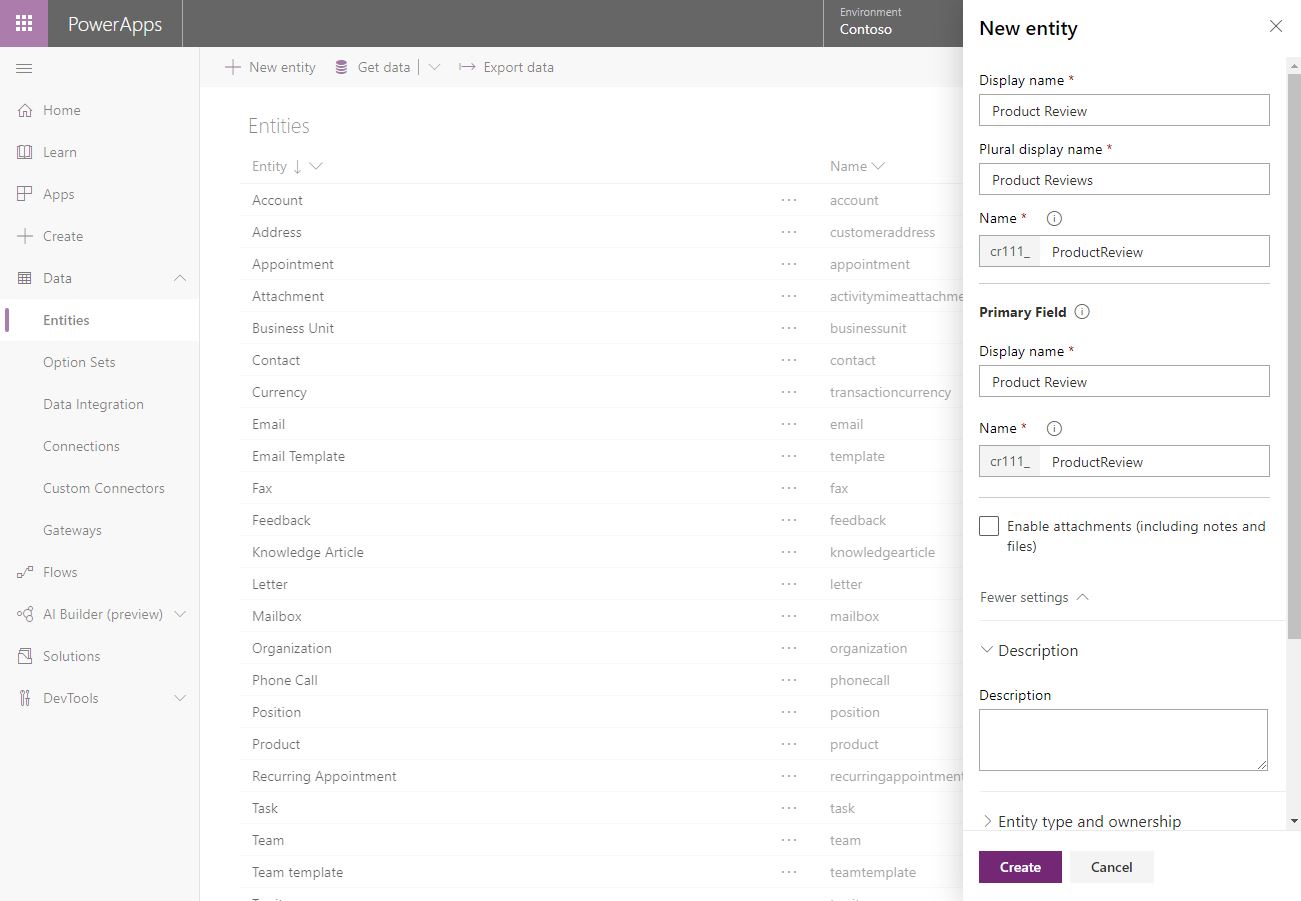 PowerApps
Environment
Contoso
Home
Learn
Apps
Create
Data
Entities
Option Sets
Data Integration
Connections
Custom Connectors
Gateways
Flows
AI Builder (preview)
Solutions
DevTools
New entity
Get data
Export data
Entities
Entity
Name
Account
account
Address
customeraddress
Appointment
appointment
Attachment
activitymimeattachme
Business Unit
businessunit
Contact
contact
Currency
transactioncurrency
Email
email
Email Template
template
Fax
fax
Feedback
feedback
Knowledge Article
knowledgearticle
Letter
letter
Mailbox
mailbox
Organization
organization
Phone Call
phonecall
Position
position
Product
product
Recurring Appointment
recurringappointment
Task
task
Team
team
Team template
teamtemplate
New entity
Display name *
Product Review
Plural display name *
Product Reviews
Name *
cr111_ ProductReview
Primary Field
Display name *
Product Review
Name *
cr111_ ProductReview
Enable attachments (including notes and
files)
Fewer settings
Description
Description
Entity type and ownership
Create
Cancel